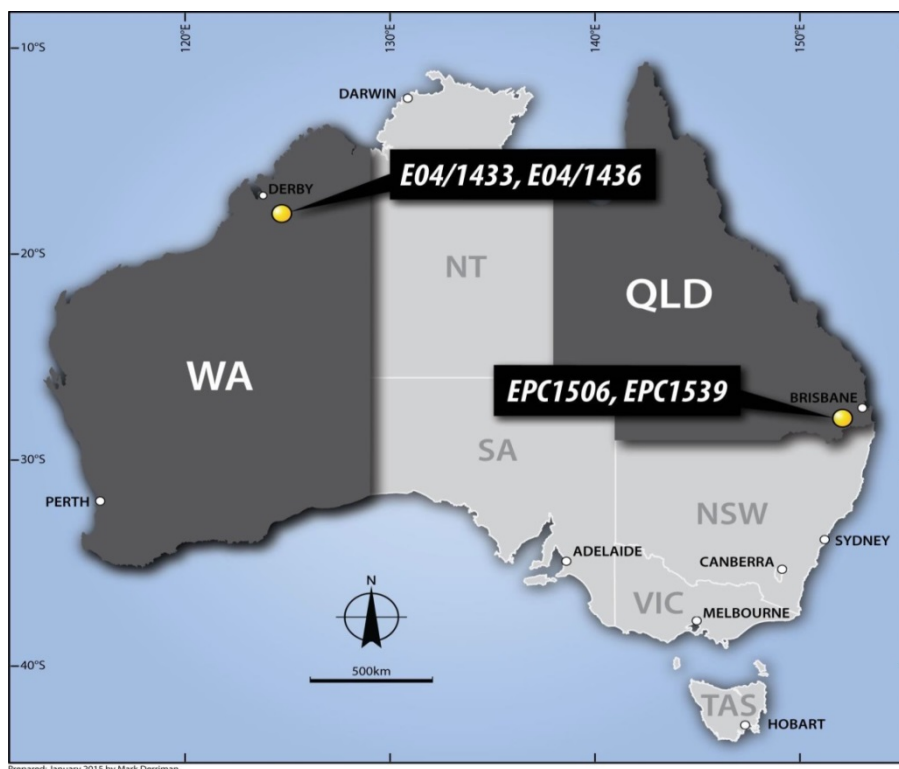 120°E
130°E
140°E
150°E
10°S
DARWIN
E04/1433, E04/1436
DERBY
20°S
NT
QLD
WA
EPC1506, EPC1539
BRISBANE
SA
30°S
PERTH
NSW
SYDNEY
ADELAIDE
CANBERRA
N
VIC
MELBOURNE
40°S
500km
TAS
HOBART
Prepared: January 2015 by Mark Derriman